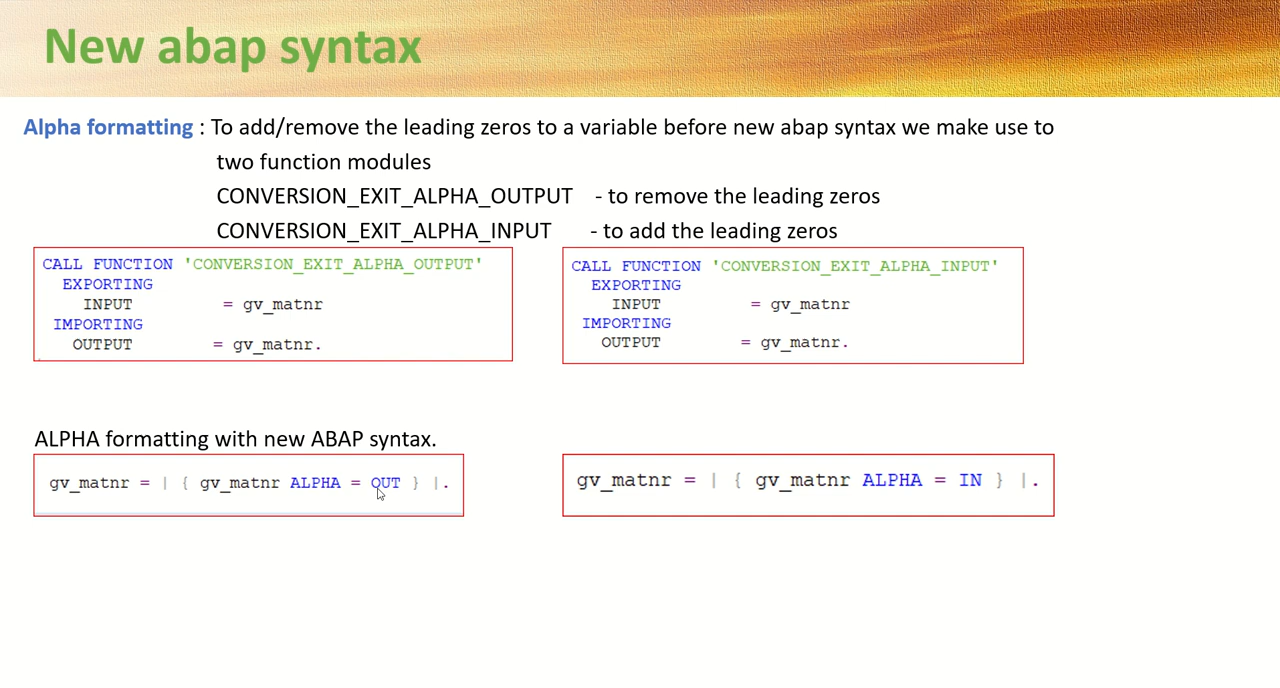 New abap syntax
Alpha formatting : To add/remove the leading zeros to a variable before new abap syntax we make use to
two function modules
CONVERSION_EXIT_ALPHA_OUTPUT - to remove the leading zeros
CONVERSION_EXIT_ALPHA_INPUT - to add the leading zeros
CALL FUNCTION 'CONVERSION_EXIT_ALPHA_OUTPUT'
EXPORTING
INPUT = gv_matnr
IMPORTING
OUTPUT = gv_matnr.
CALL FUNCTION 'CONVERSION_EXIT_ALPHA_INPUT'
EXPORTING
INPUT = gv_matnr
IMPORTING
OUTPUT = gv_matnr.
ALPHA formatting with new ABAP syntax.
gv_matnr = | { gv_matnr ALPHA = OUT } |.
gv_matnr = | { gv_matnr ALPHA = IN } |.